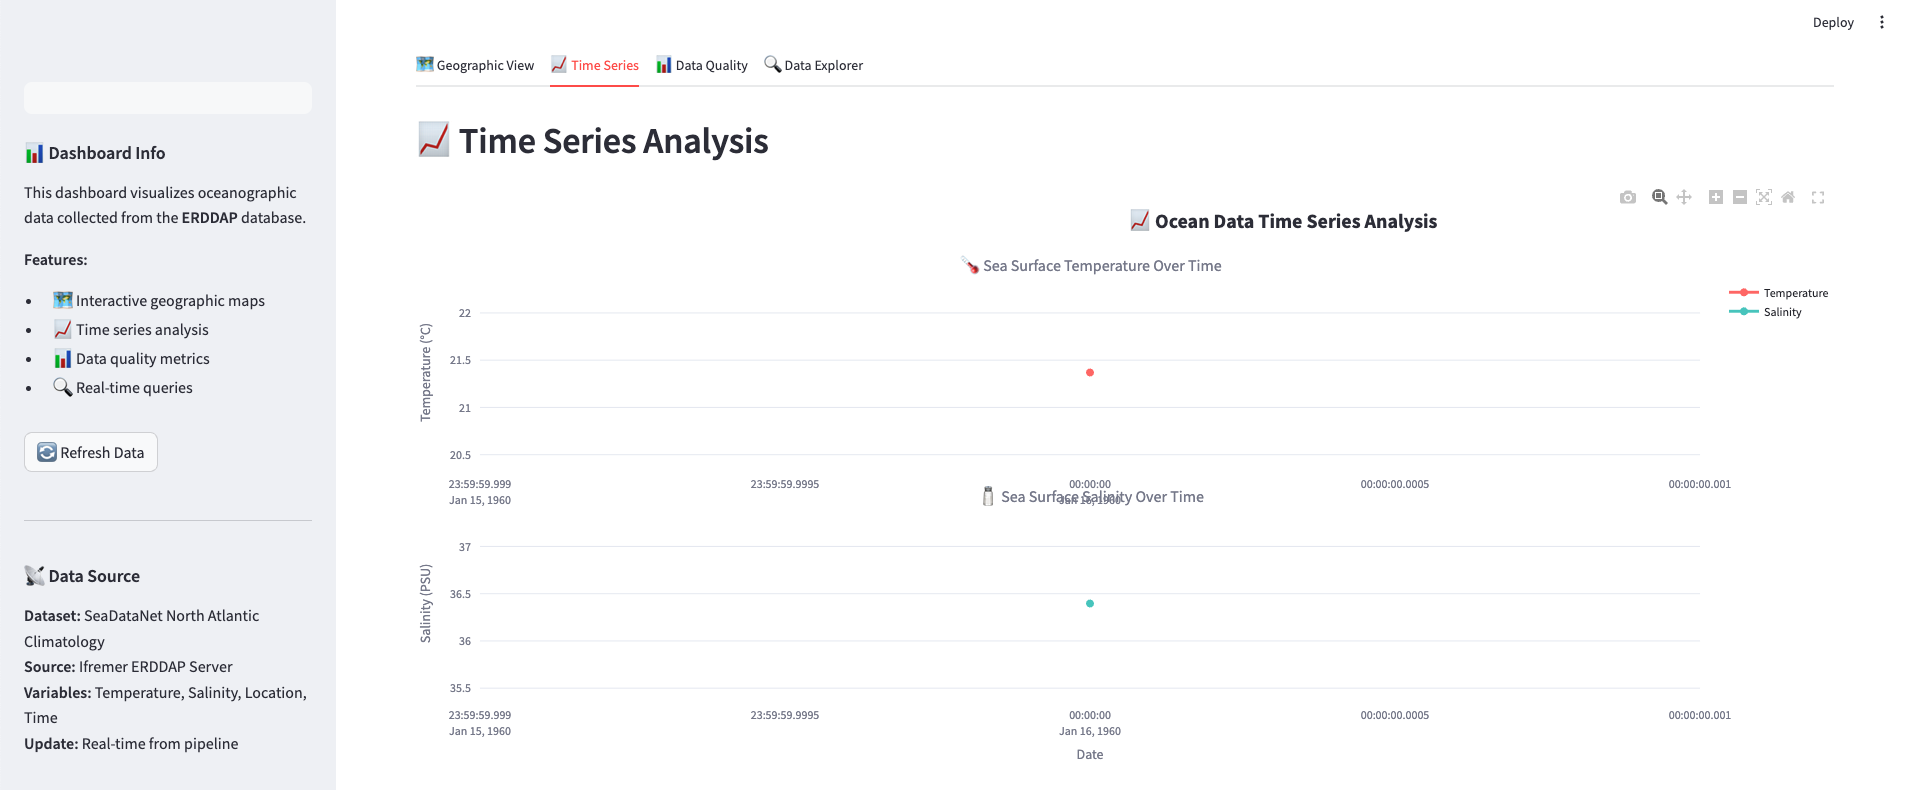 Deploy
Geographic View
Time Series
Data Quality
Data Explorer
Dashboard Info
This dashboard visualizes oceanographic
data collected from the ERDDAP database.
Features:
• Interactive geographic maps
• Time series analysis
• Data quality metrics
• Real-time queries
Refresh Data
Data Source
Dataset: SeaDataNet North Atlantic
Climatology
Source: Ifremer ERDDAP Server
Variables: Temperature, Salinity, Location,
Time
Update: Real-time from pipeline
Time Series Analysis
Ocean Data Time Series Analysis
Sea Surface Temperature Over Time
Temperature
Salinity
Temperature (°C)
22
21.5
21
20.5
23:59:59.999
Jan 15, 1960
23:59:59.9995
00:00:00
Jan 16, 1960
00:00:00.0005
00:00:00.001
Sea Surface Salinity Over Time
Salinity (PSU)
37
36.5
36
35.5
23:59:59.999
Jan 15, 1960
23:59:59.9995
00:00:00
Jan 16, 1960
00:00:00.0005
00:00:00.001
Date